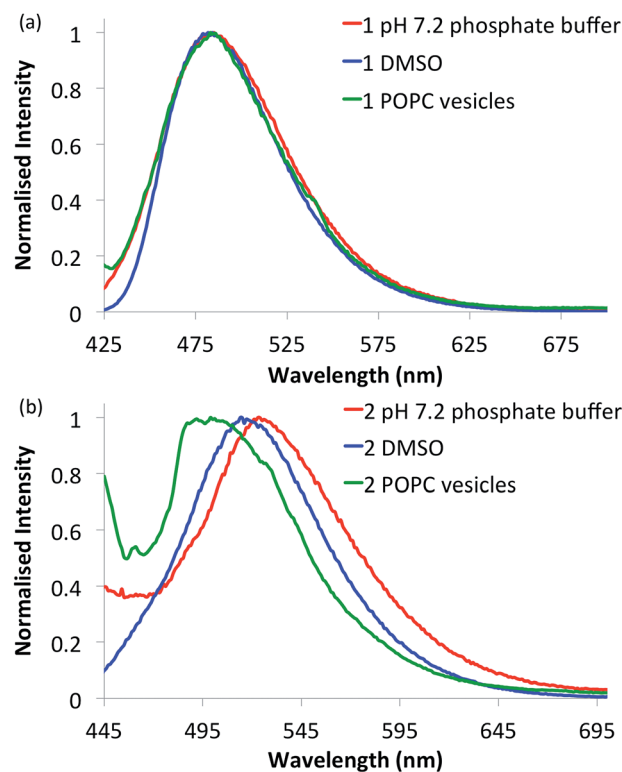 (a)
1 pH 7.2 phosphate buffer
1 DMSO
1 POPC vesicles
Normalised Intensity
1
0.8
0.6
0.4
0.2
0
425 475 525 575 625 675
Wavelength (nm)
(b)
2 pH 7.2 phosphate buffer
2 DMSO
2 POPC vesicles
Normalised Intensity
1
0.8
0.6
0.4
0.2
0
445 495 545 595 645 695
Wavelength (nm)